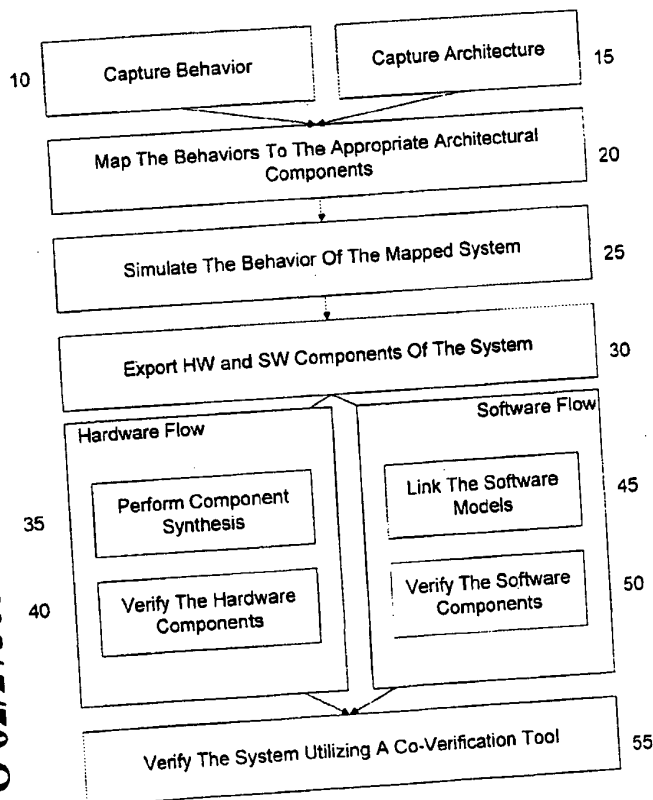 10
Capture Behavior
Capture Architecture
15
Map The Behaviors To The Appropriate Architectural
Components
20
Simulate The Behavior Of The Mapped System
25
Export HW and SW Components Of The System
30
Hardware Flow
Software Flow
35
Perform Component
Synthesis
Link The Software
Models
45
40
Verify The Hardware
Components
Verify The Software
Components
50
Verify The System Utilizing A Co-Verification Tool
55